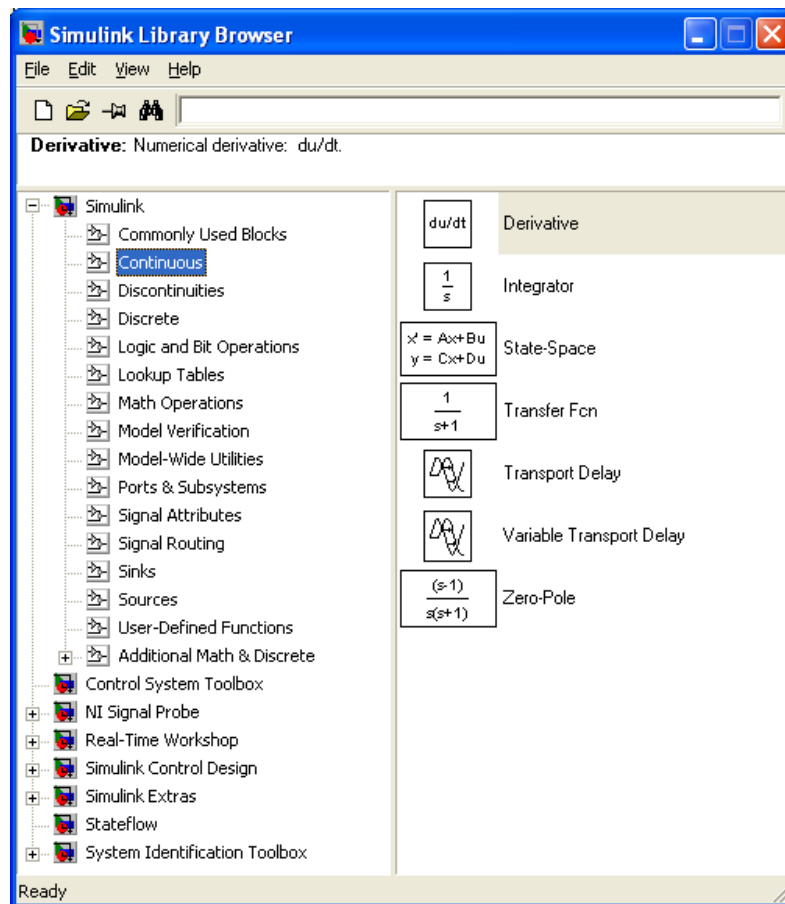 Simulink Library Browser
File Edit View Help
Derivative: Numerical derivative: du/dt.
Simulink
Commonly Used Blocks
Continuous
Discontinuities
Discrete
Logic and Bit Operations
Lookup Tables
Math Operations
Model Verification
Model-Wide Utilities
Ports & Subsystems
Signal Attributes
Signal Routing
Sinks
Sources
User-Defined Functions
Additional Math & Discrete
Control System Toolbox
NI Signal Probe
Real-Time Workshop
Simulink Control Design
Simulink Extras
Stateflow
System Identification Toolbox
du/dt Derivative
1
s
Integrator
x' = Ax+Bu
y = Cx+Du
State-Space
1
s+1
Transfer Fcn
Transport Delay
Variable Transport Delay
(s-1)
s(s+1)
Zero-Pole
Ready